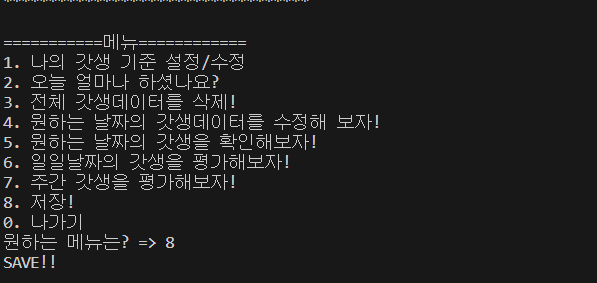 ===========메뉴============
1. 나의 갓생 기준 설정/수정
2. 오늘 얼마나 하셨나요?
3. 전체 갓생데이터를 삭제!
4. 원하는 날짜의 갓생데이터를 수정해 보자!
5. 원하는 날짜의 갓생을 확인해보자!
6. 일일날짜의 갓생을 평가해보자!
7. 주간 갓생을 평가해보자!
8. 저장!
0. 나가기
원하는 메뉴는? => 8
SAVE!!